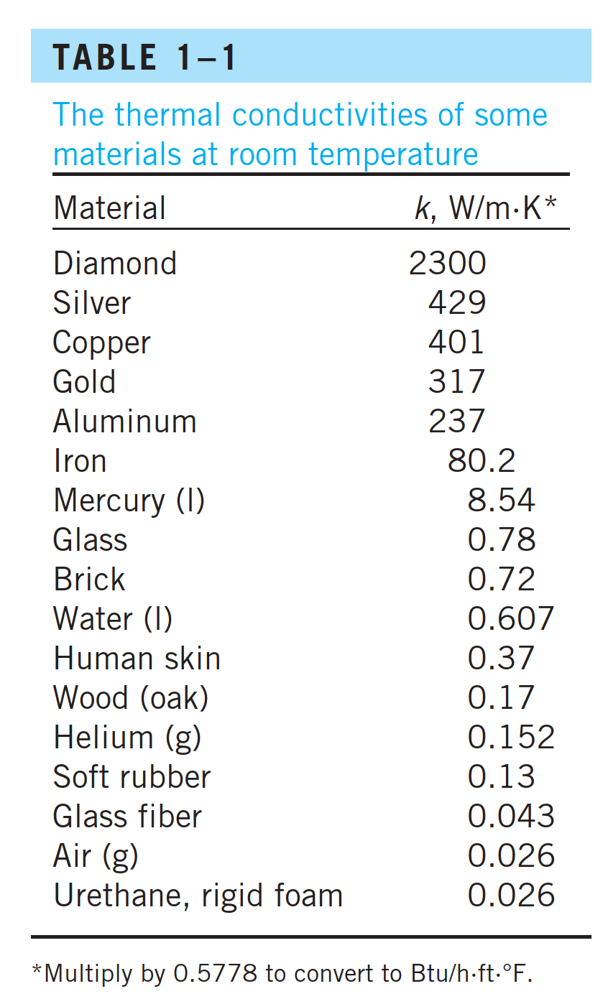 TABLE 1–1
The thermal conductivities of some
materials at room temperature
Material k, W/m·K*
Diamond 2300
Silver 429
Copper 401
Gold 317
Aluminum 237
Iron 80.2
Mercury (l) 8.54
Glass 0.78
Brick 0.72
Water (l) 0.607
Human skin 0.37
Wood (oak) 0.17
Helium (g) 0.152
Soft rubber 0.13
Glass fiber 0.043
Air (g) 0.026
Urethane, rigid foam 0.026
*Multiply by 0.5778 to convert to Btu/h·ft·°F.